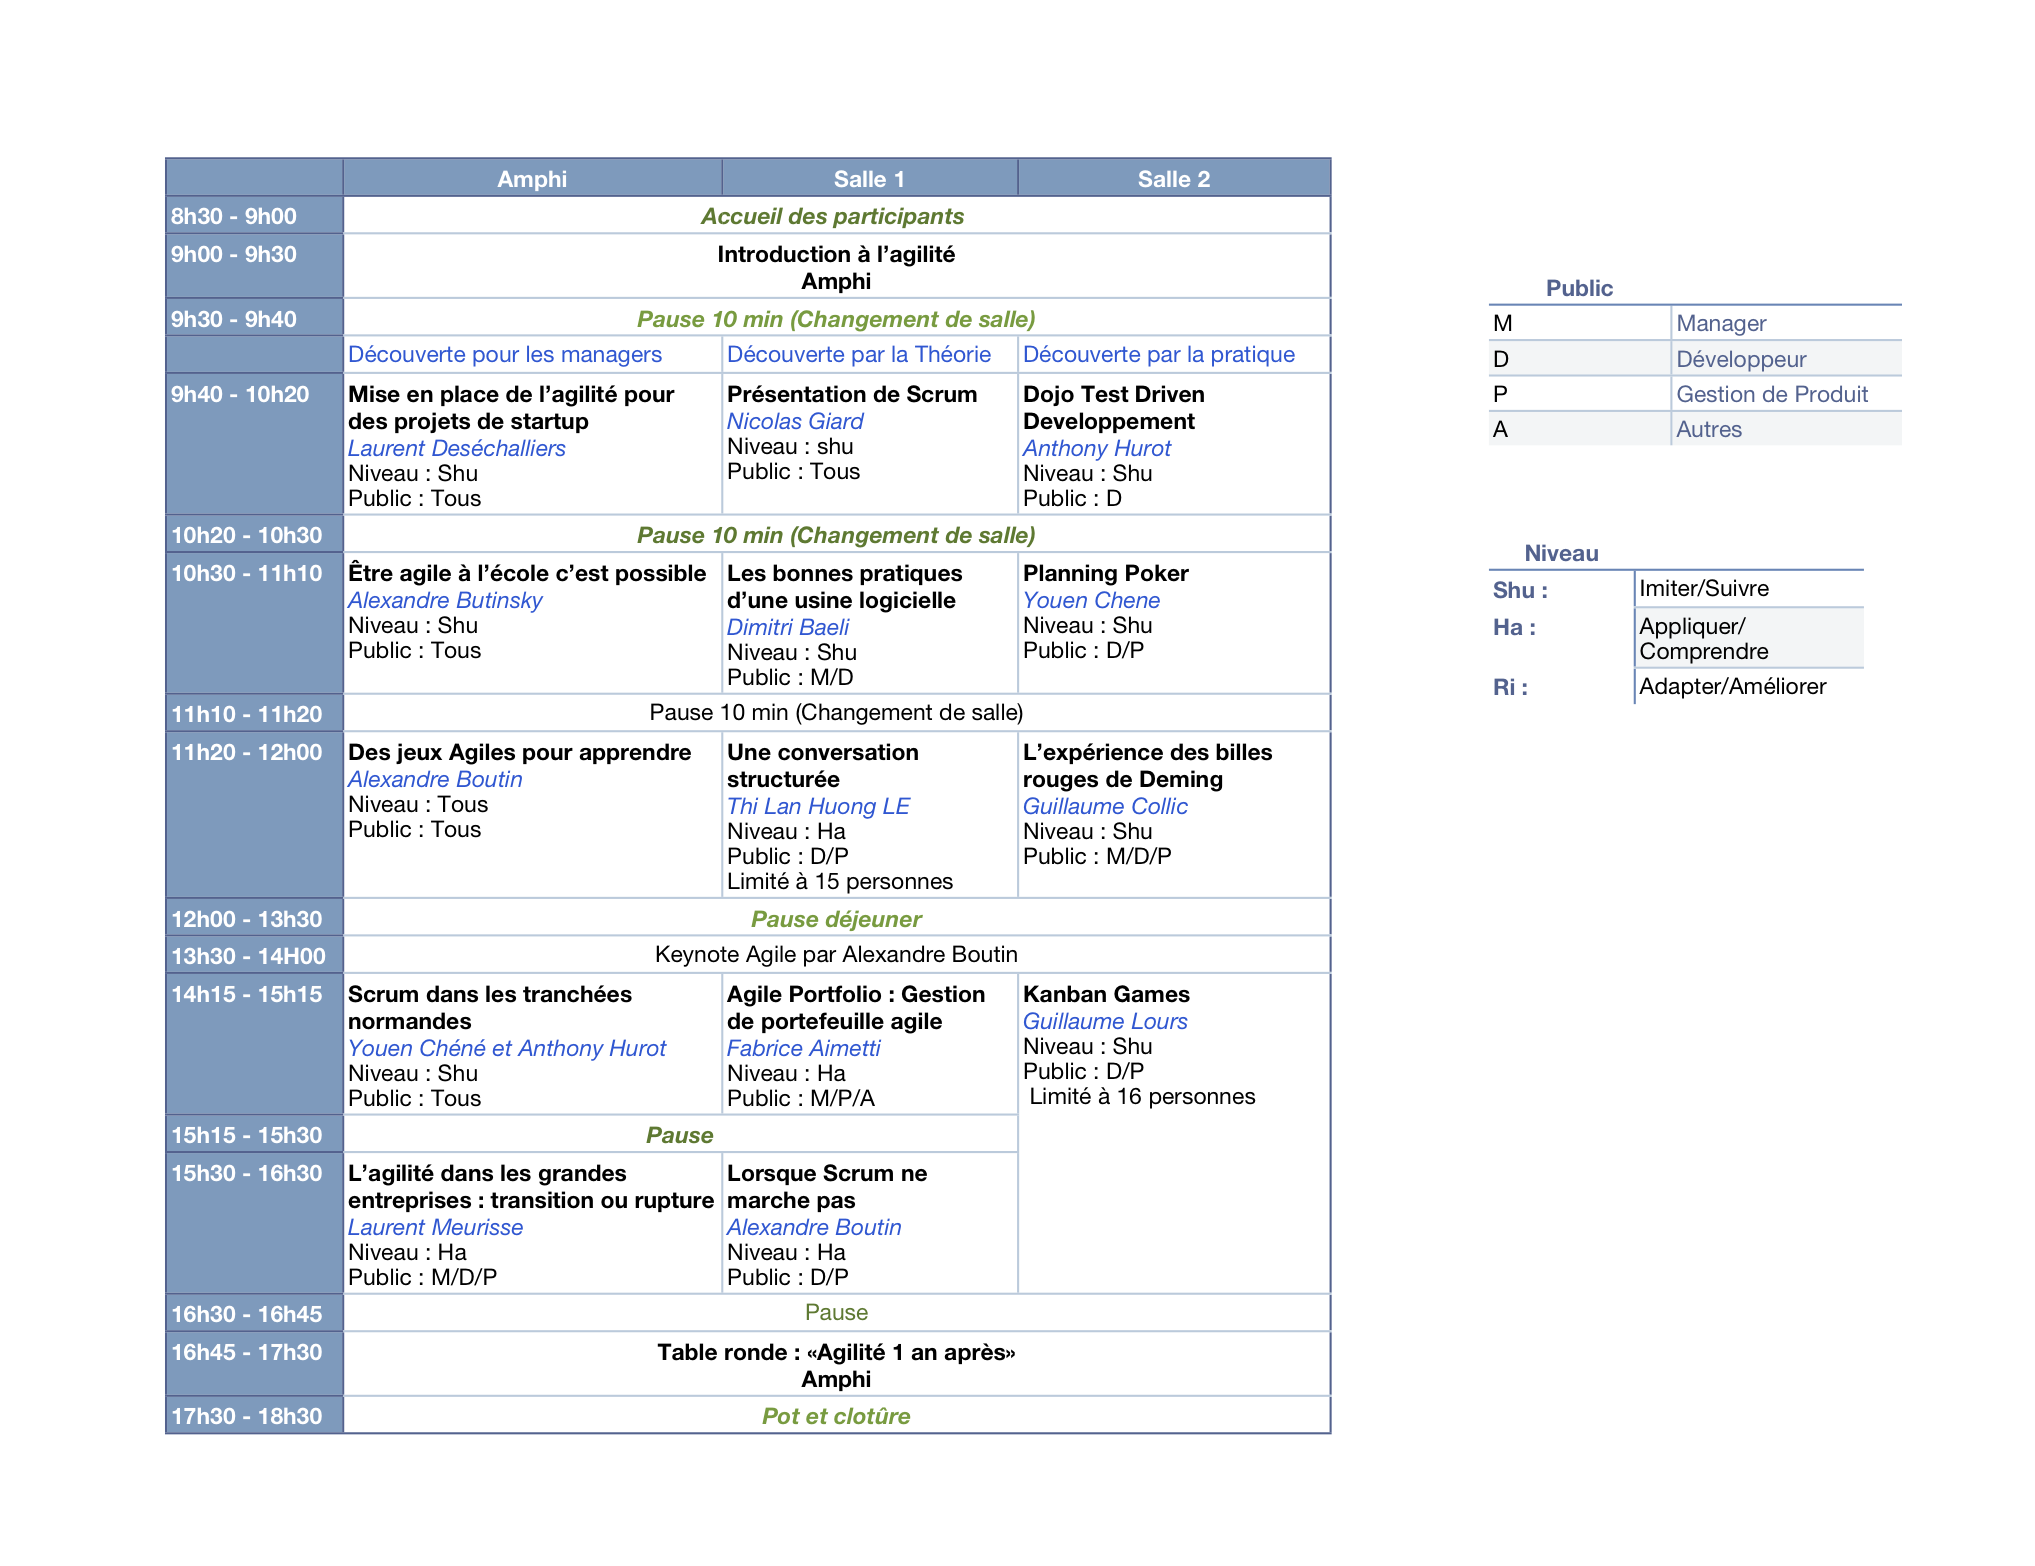 Amphi
Salle 1
Salle 2
8h30 - 9h00
Accueil des participants
9h00 - 9h30
Introduction à l’agilité
Amphi
9h30 - 9h40
Pause 10 min (Changement de salle)
Découverte pour les managers
Découverte par la Théorie
Découverte par la pratique
9h40 - 10h20
Mise en place de l’agilité pour
des projets de startup
Laurent Deséchalliers
Niveau : Shu
Public : Tous
Présentation de Scrum
Nicolas Giard
Niveau : shu
Public : Tous
Dojo Test Driven
Developpement
Anthony Hurot
Niveau : Shu
Public : D
10h20 - 10h30
Pause 10 min (Changement de salle)
10h30 - 11h10
Être agile à l’école c’est possible
Alexandre Butinsky
Niveau : Shu
Public : Tous
Les bonnes pratiques
d’une usine logicielle
Dimitri Baeli
Niveau : Shu
Public : M/D
Planning Poker
Youen Chene
Niveau : Shu
Public : D/P
11h10 - 11h20
Pause 10 min (Changement de salle)
11h20 - 12h00
Des jeux Agiles pour apprendre
Alexandre Boutin
Niveau : Tous
Public : Tous
Une conversation
structurée
Thi Lan Huong LE
Niveau : Ha
Public : D/P
Limité à 15 personnes
L’expérience des billes
rouges de Deming
Guillaume Collic
Niveau : Shu
Public : M/D/P
12h00 - 13h30
Pause déjeuner
13h30 - 14H00
Keynote Agile par Alexandre Boutin
14h15 - 15h15
Scrum dans les tranchées
normandes
Youen Chéné et Anthony Hurot
Niveau : Shu
Public : Tous
Agile Portfolio : Gestion
de portefeuille agile
Fabrice Aimetti
Niveau : Ha
Public : M/P/A
Kanban Games
Guillaume Lours
Niveau : Shu
Public : D/P
Limité à 16 personnes
15h15 - 15h30
Pause
15h30 - 16h30
L’agilité dans les grandes
entreprises : transition ou rupture
Laurent Meurisse
Niveau : Ha
Public : M/D/P
Lorsque Scrum ne
marche pas
Alexandre Boutin
Niveau : Ha
Public : D/P
16h30 - 16h45
Pause
16h45 - 17h30
Table ronde : «Agilité 1 an après»
Amphi
17h30 - 18h30
Pot et clotûre
Public
M
Manager
D
Développeur
P
Gestion de Produit
A
Autres
Niveau
Shu :
Imiter/Suivre
Ha :
Appliquer/
Comprendre
Ri :
Adapter/Améliorer